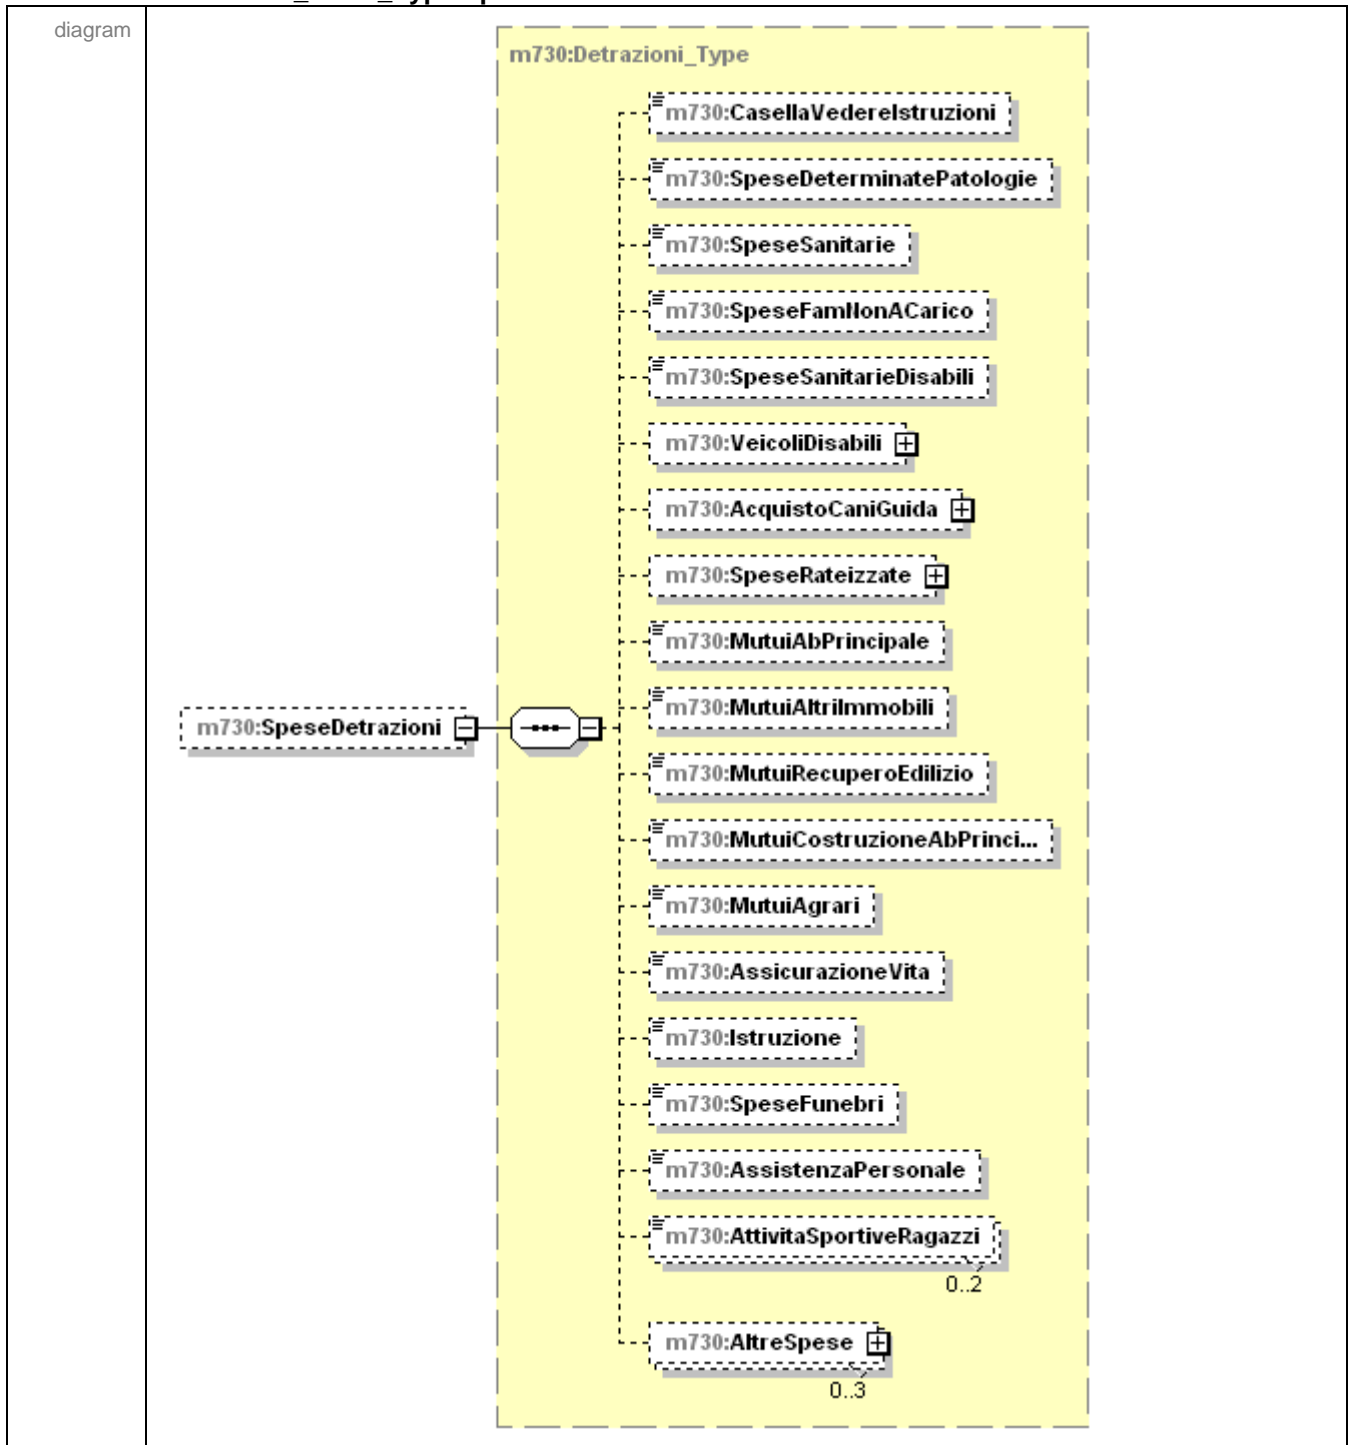 diagram
m730:Detrazioni_Type
m730:CasellaVedereIstruzioni
m730:SpeseDeterminatePatologie
m730:SpeseSanitarie
m730:SpeseFamNonACarico
m730:SpeseSanitarieDisabili
m730:VeicoliDisabili
m730:AcquistoCaniGuida
m730:SpeseRateizzate
m730:MutuiAbPrincipale
m730:MutuiAltriImmobili
m730:SpeseDetrazioni
m730:MutuiRecuperoEdilizio
m730:MutuiCostruzioneAbPrinci...
m730:MutuiAgrari
m730:AssicurazioneVita
m730:Istruzione
m730:SpeseFunebri
m730:AssistenzaPersonale
m730:AttivitaSportiveRagazzi
0..2
m730:AltreSpese
0..3